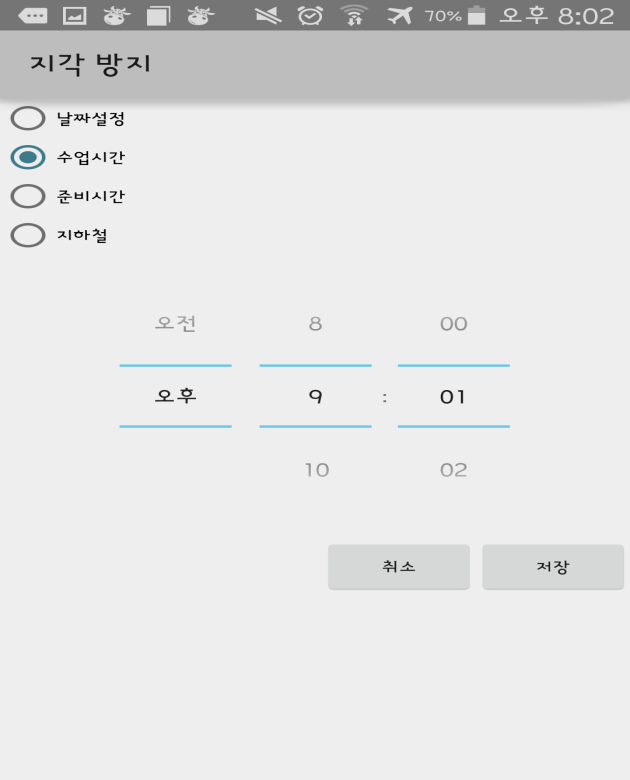 70% 오후 8:02
지각 방지
날짜설정
수업시간
준비시간
지하철
오전 8 00
오후 9 : 01
10 02
취소 저장